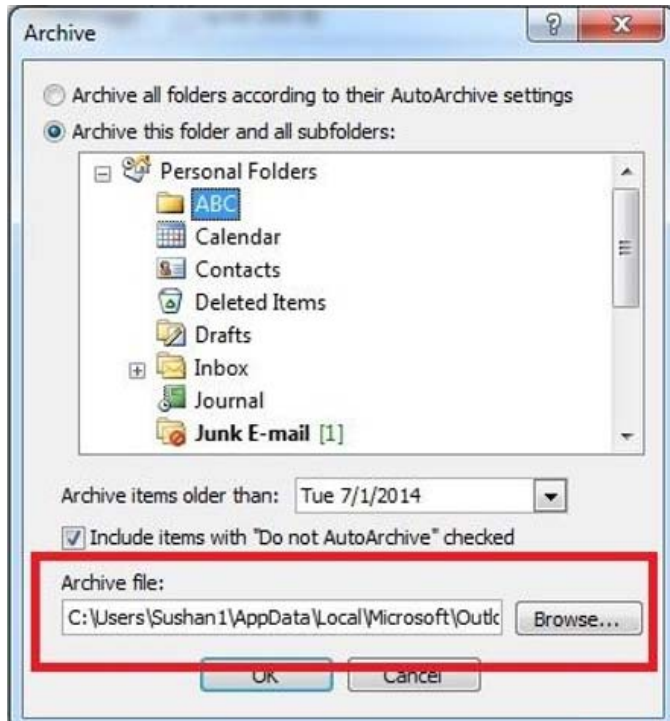 Archive
Archive all folders according to their AutoArchive settings
Archive this folder and all subfolders:
Personal Folders
ABC
Calendar
Contacts
Deleted Items
Drafts
Inbox
Journal
Junk E-mail [1]
Archive items older than: Tue 7/1/2014
Include items with "Do not AutoArchive" checked
Archive file:
C:\Users\Sushan1\AppData\Local\Microsoft\Outlo Browse...
OK Cancel